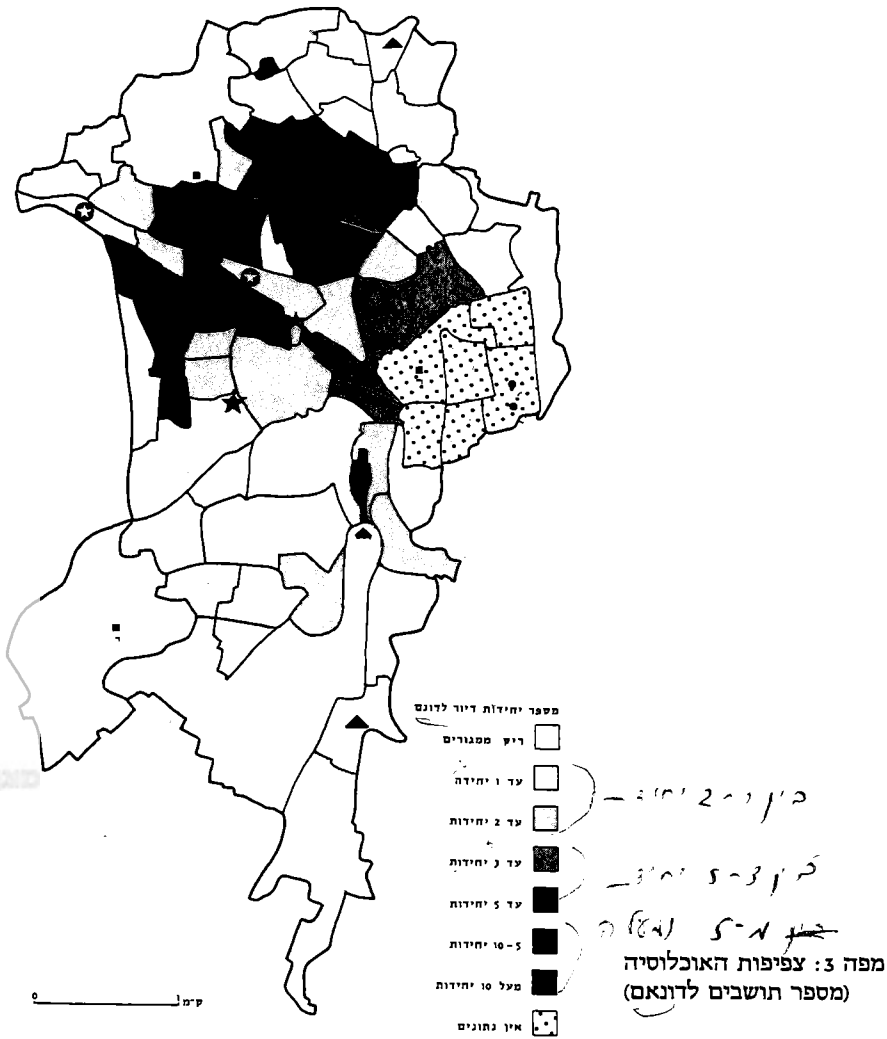 מספר יחידות דיור לדונם
ריק ממגורים
עד 1 יחידה
עד 2 יחידות
עד 3 יחידות
עד 5 יחידות
5-10 יחידות
מעל 10 יחידות
אין נתונים
מפה 3: צפיפות האוכלוסיה
(מספר תושבים לדונאם)
0 1 ק״מ